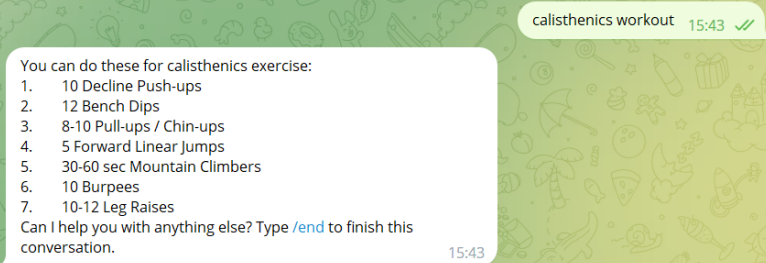 calisthenics workout 15:43
You can do these for calisthenics exercise:
1. 10 Decline Push-ups
2. 12 Bench Dips
3. 8-10 Pull-ups / Chin-ups
4. 5 Forward Linear Jumps
5. 30-60 sec Mountain Climbers
6. 10 Burpees
7. 10-12 Leg Raises
Can I help you with anything else? Type /end to finish this
conversation. 15:43